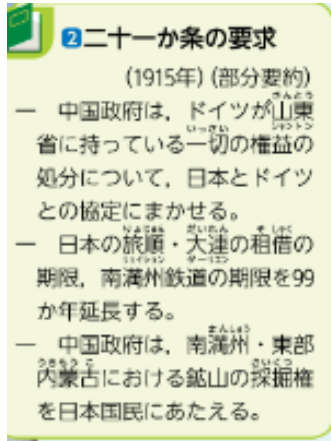 2二十一か条の要求
(1915年)(部分要約)
一 中国政府は，ドイツが山東
省に持っている一切の権益の
処分について，日本とドイツ
との協定にまかせる。
一 日本の旅順・大連の租借の
期限，南満州鉄道の期限を99
か年延長する。
一 中国政府は，南満州・東部
内蒙古における鉱山の採掘権
を日本国民にあたえる。